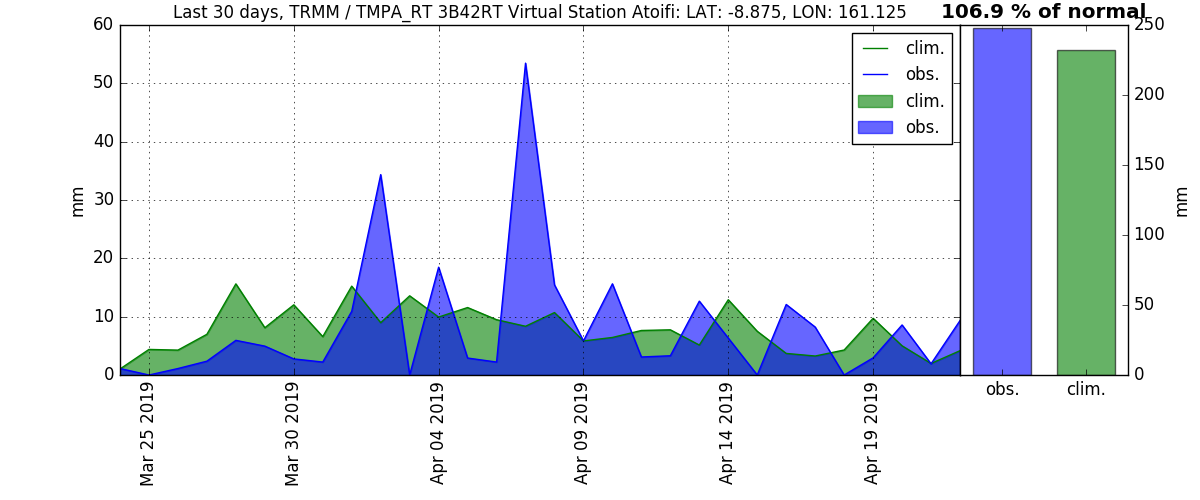 Last 30 days, TRMM / TMPA_RT 3B42RT Virtual Station Atoifi: LAT: -8.875, LON: 161.125
106.9 % of normal
60
50
40
30
20
10
0
mm
clim.
obs.
clim.
obs.
Mar 25 2019
Mar 30 2019
Apr 04 2019
Apr 09 2019
Apr 14 2019
Apr 19 2019
250
200
150
100
50
0
mm
obs.
clim.